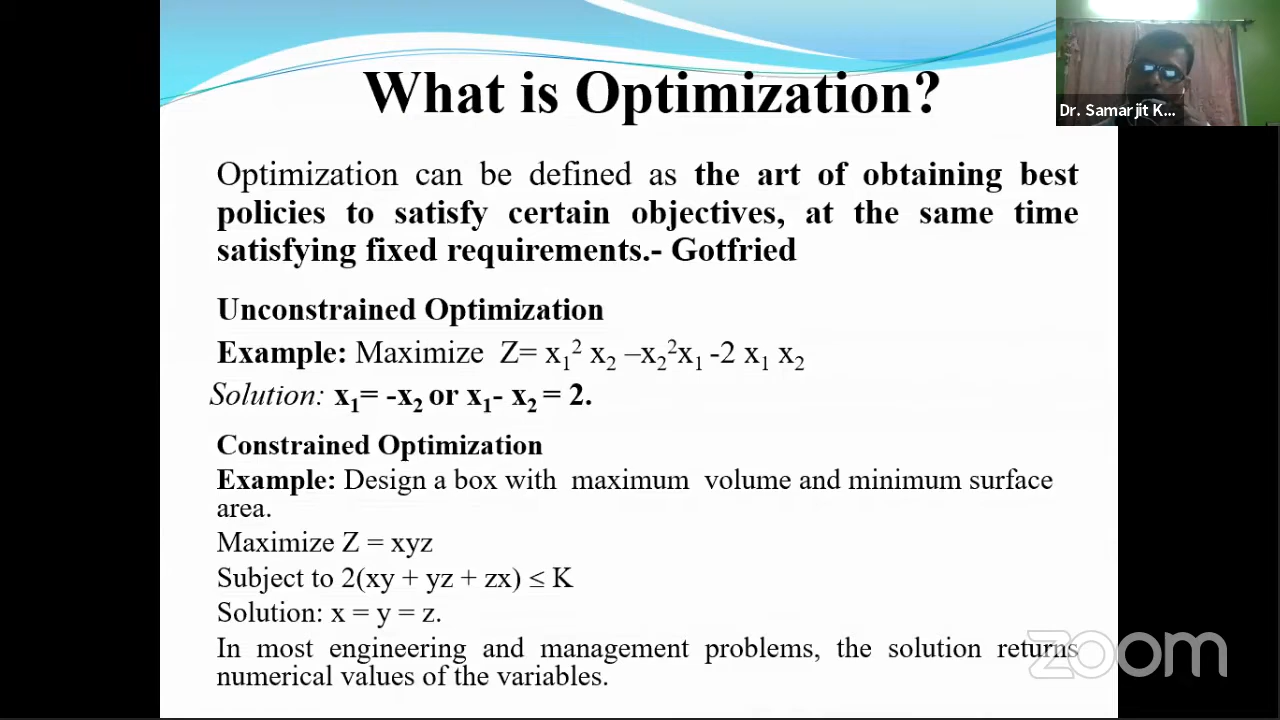 What is Optimization?
Dr. Samarjit K...
Optimization can be defined as the art of obtaining best
policies to satisfy certain objectives, at the same time
satisfying fixed requirements.- Gotfried
Unconstrained Optimization
Example: Maximize Z= x₁² x₂ –x₂²x₁ -2 x₁ x₂
Solution: x₁= -x₂ or x₁- x₂ = 2.
Constrained Optimization
Example: Design a box with maximum volume and minimum surface
area.
Maximize Z = xyz
Subject to 2(xy + yz + zx) ≤ K
Solution: x = y = z.
In most engineering and management problems, the solution returns
numerical values of the variables.
zoom